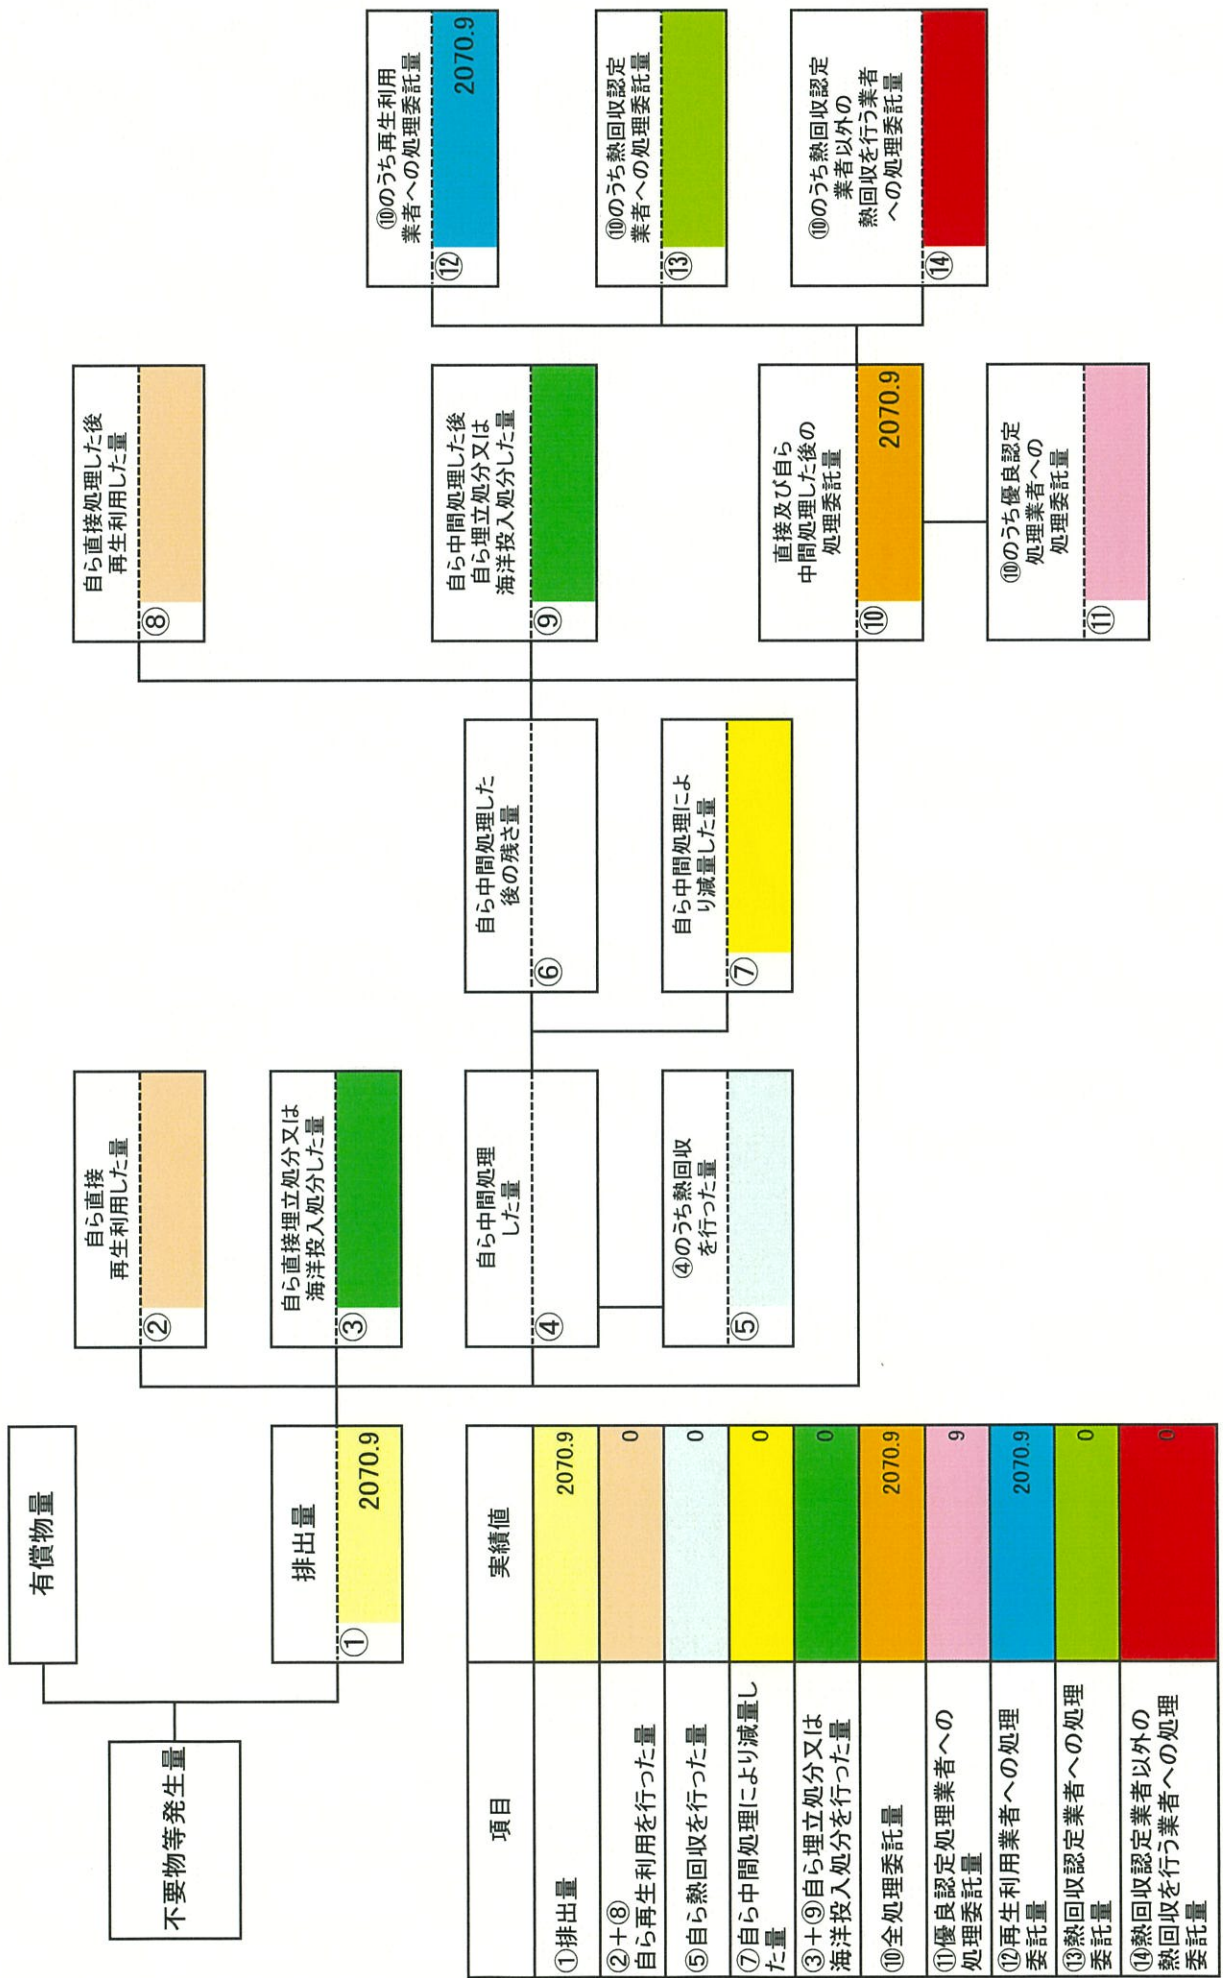 不要物等発生量
有償物量
排出量
①
2070.9
自ら直接
再生利用した量
②
自ら直接埋立処分又は
海洋投入処分した量
③
自ら中間処理
した量
④
④のうち熱回収
を行った量
⑤
自ら中間処理した
後の残さ量
⑥
自ら中間処理によ
り減量した量
⑦
自ら直接処理した後
再生利用した量
⑧
自ら中間処理した後
自ら埋立処分又は
海洋投入処分した量
⑨
直接及び自ら
中間処理した後の
処理委託量
⑩
2070.9
⑩のうち優良認定
処理業者への
処理委託量
⑪
⑩のうち再生利用
業者への処理委託量
⑫
2070.9
⑩のうち熱回収認定
業者への処理委託量
⑬
⑩のうち熱回収認定
業者以外の
熱回収を行う業者
への処理委託量
⑭
項目
実績値
①排出量
2070.9
②+⑧
自ら再生利用を行った量
0
⑤自ら熱回収を行った量
0
⑦自ら中間処理により減量し
た量
0
③+⑨自ら埋立処分又は
海洋投入処分を行った量
0
⑩全処理委託量
2070.9
⑪優良認定処理業者への
処理委託量
9
⑫再生利用業者への処理
委託量
2070.9
⑬熱回収認定業者への処理
委託量
0
⑭熱回収認定業者以外の
熱回収を行う業者への処理
委託量
0